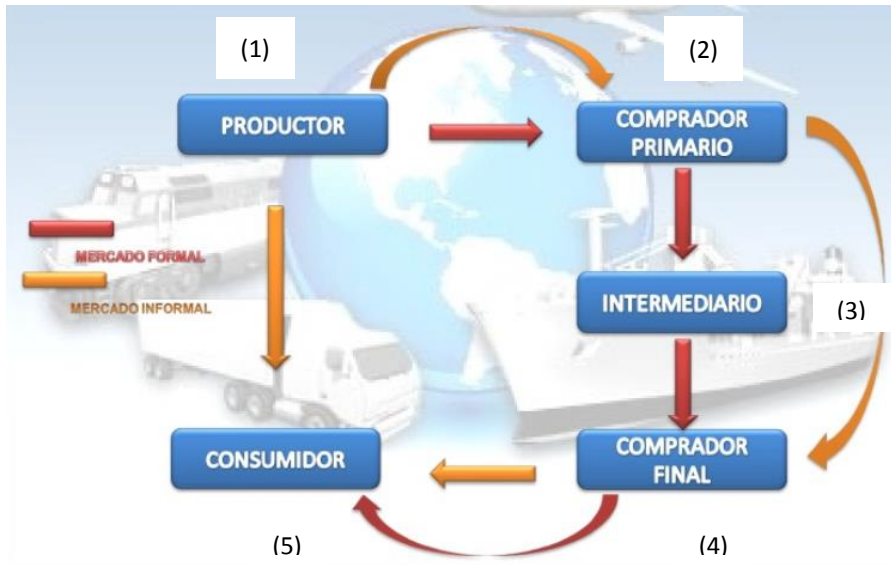 (1)
(2)
PRODUCTOR
COMPRADOR
PRIMARIO
MERCADO FORMAL
MERCADO INFORMAL
INTERMEDIARIO
(3)
CONSUMIDOR
COMPRADOR
FINAL
(5)
(4)